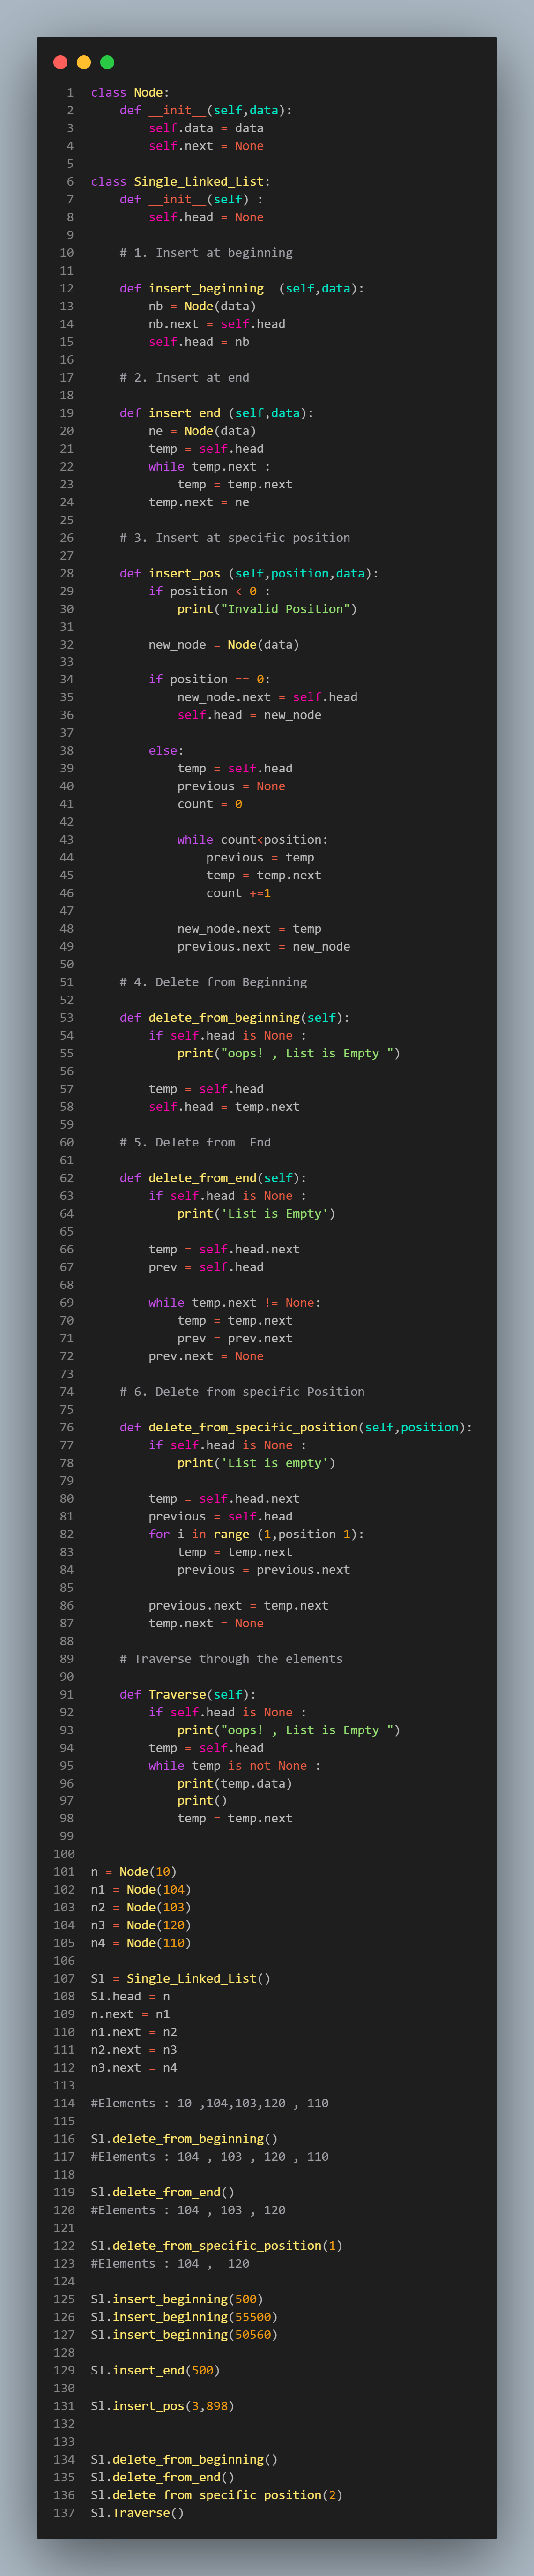 1 class Node:
2     def __init__(self,data):
3         self.data = data
4         self.next = None
5
6 class Single_Linked_List:
7     def __init__(self) :
8         self.head = None
9
10     # 1. Insert at beginning
11
12     def insert_beginning  (self,data):
13         nb = Node(data)
14         nb.next = self.head
15         self.head = nb
16
17     # 2. Insert at end
18
19     def insert_end (self,data):
20         ne = Node(data)
21         temp = self.head
22         while temp.next :
23             temp = temp.next
24         temp.next = ne
25
26     # 3. Insert at specific position
27
28     def insert_pos (self,position,data):
29         if position < 0 :
30             print("Invalid Position")
31
32         new_node = Node(data)
33
34         if position == 0:
35             new_node.next = self.head
36             self.head = new_node
37
38         else:
39             temp = self.head
40             previous = None
41             count = 0
42
43             while count<position:
44                 previous = temp
45                 temp = temp.next
46                 count +=1
47
48             new_node.next = temp
49             previous.next = new_node
50
51     # 4. Delete from Beginning
52
53     def delete_from_beginning(self):
54         if self.head is None :
55             print("oops! , List is Empty ")
56
57         temp = self.head
58         self.head = temp.next
59
60     # 5. Delete from  End
61
62     def delete_from_end(self):
63         if self.head is None :
64             print('List is Empty')
65
66         temp = self.head.next
67         prev = self.head
68
69         while temp.next != None:
70             temp = temp.next
71             prev = prev.next
72         prev.next = None
73
74     # 6. Delete from specific Position
75
76     def delete_from_specific_position(self,position):
77         if self.head is None :
78             print('List is empty')
79
80         temp = self.head.next
81         previous = self.head
82         for i in range (1,position-1):
83             temp = temp.next
84             previous = previous.next
85
86         previous.next = temp.next
87         temp.next = None
88
89     # Traverse through the elements
90
91     def Traverse(self):
92         if self.head is None :
93             print("oops! , List is Empty ")
94         temp = self.head
95         while temp is not None :
96             print(temp.data)
97             print()
98             temp = temp.next
99
100
101 n = Node(10)
102 n1 = Node(104)
103 n2 = Node(103)
104 n3 = Node(120)
105 n4 = Node(110)
106
107 Sl = Single_Linked_List()
108 Sl.head = n
109 n.next = n1
110 n1.next = n2
111 n2.next = n3
112 n3.next = n4
113
114 #Elements : 10 ,104,103,120 , 110
115
116 Sl.delete_from_beginning()
117 #Elements : 104 , 103 , 120 , 110
118
119 Sl.delete_from_end()
120 #Elements : 104 , 103 , 120
121
122 Sl.delete_from_specific_position(1)
123 #Elements : 104 ,  120
124
125 Sl.insert_beginning(500)
126 Sl.insert_beginning(55500)
127 Sl.insert_beginning(50560)
128
129 Sl.insert_end(500)
130
131 Sl.insert_pos(3,898)
132
133
134 Sl.delete_from_beginning()
135 Sl.delete_from_end()
136 Sl.delete_from_specific_position(2)
137 Sl.Traverse()